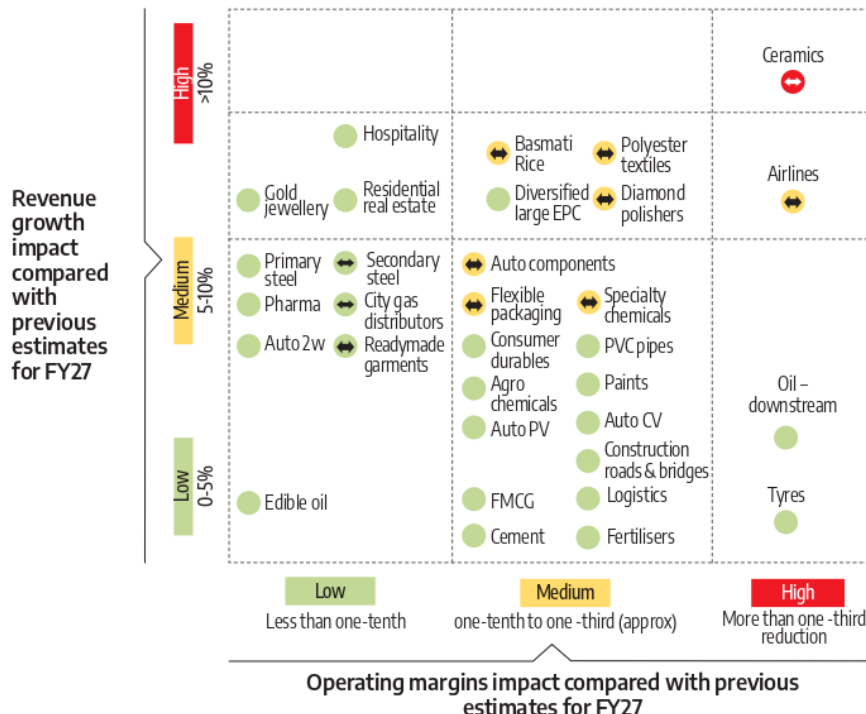 Revenue
growth
impact
compared
with
previous
estimates
for FY27
High
>10%
Medium
5-10%
Low
0-5%
Ceramics
Hospitality
Gold
jewellery
Residential
real estate
Basmati
Rice
Polyester
textiles
Diversified
large EPC
Diamond
polishers
Airlines
Primary
steel
Secondary
steel
Pharma
City gas
distributors
Auto 2w
Readymade
garments
Edible oil
Auto components
Flexible
packaging
Specialty
chemicals
Consumer
durables
PVC pipes
Agro
chemicals
Paints
Auto PV
Auto CV
Construction
roads & bridges
FMCG
Logistics
Cement
Fertilisers
Oil –
downstream
Tyres
Low
Less than one-tenth
Medium
one-tenth to one -third (approx)
High
More than one -third
reduction
Operating margins impact compared with previous
estimates for FY27